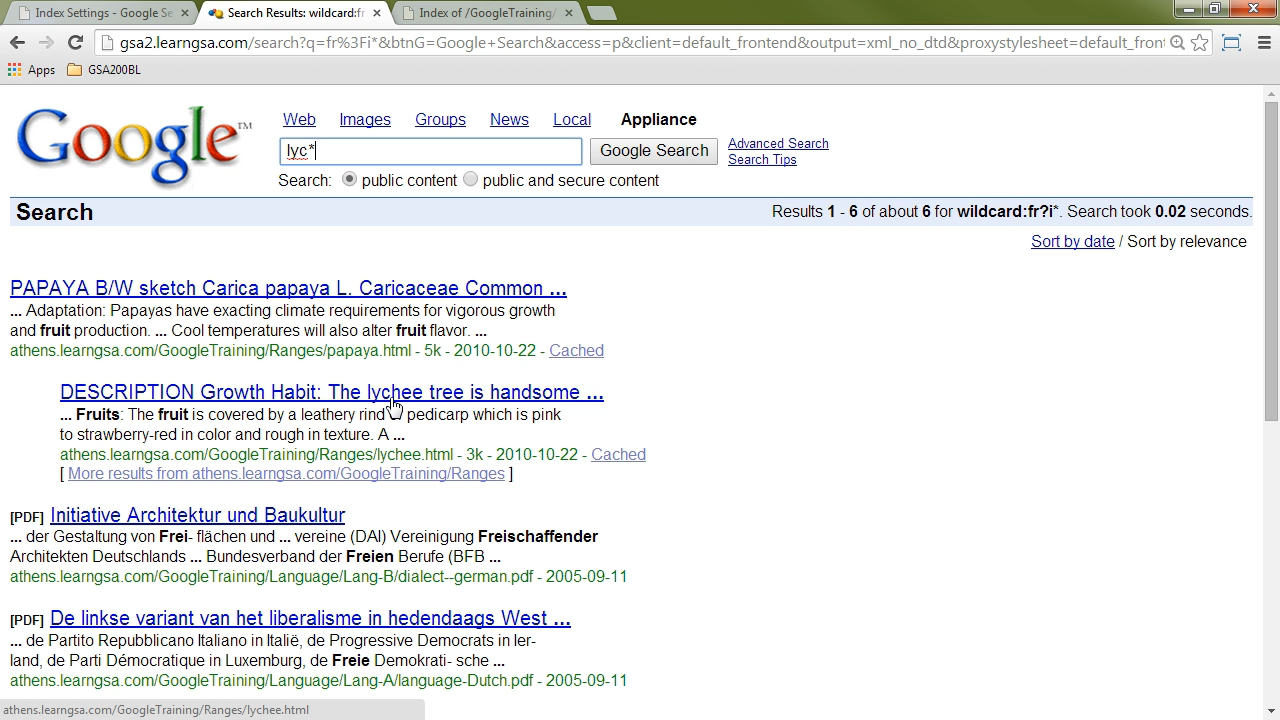 Index Settings - Google Se
Search Results: wildcard:fr
Index of /GoogleTraining/
gsa2.learngsa.com/search?q=fr%3Fi*&btnG=Google+Search&access=p&client=default_frontend&output=xml_no_dtd&proxystylesheet=default_front
Apps GSA200BL
Google™
Web Images Groups News Local Appliance
lyc* Google Search
Advanced Search
Search Tips
Search: public content public and secure content
Search Results 1 - 6 of about 6 for wildcard:fr?i*. Search took 0.02 seconds.
Sort by date / Sort by relevance
PAPAYA B/W sketch Carica papaya L. Caricaceae Common ...
... Adaptation: Papayas have exacting climate requirements for vigorous growth
and fruit production. ... Cool temperatures will also alter fruit flavor. ...
athens.learngsa.com/GoogleTraining/Ranges/papaya.html - 5k - 2010-10-22 - Cached
DESCRIPTION Growth Habit: The lychee tree is handsome ...
... Fruits: The fruit is covered by a leathery rind pedicarp which is pink
to strawberry-red in color and rough in texture. A ...
athens.learngsa.com/GoogleTraining/Ranges/lychee.html - 3k - 2010-10-22 - Cached
[ More results from athens.learngsa.com/GoogleTraining/Ranges ]
[PDF] Initiative Architektur und Baukultur
... der Gestaltung von Frei- flächen und ... vereine (DAI) Vereinigung Freischaffender
Architekten Deutschlands ... Bundesverband der Freien Berufe (BFB ...
athens.learngsa.com/GoogleTraining/Language/Lang-B/dialect--german.pdf - 2005-09-11
[PDF] De linkse variant van het liberalisme in hedendaags West ...
... de Partito Repubblicano Italiano in Italië, de Progressive Democrats in Ier-
land, de Parti Démocratique in Luxemburg, de Freie Demokrati- sche ...
athens.learngsa.com/GoogleTraining/Language/Lang-A/language-Dutch.pdf - 2005-09-11
athens.learngsa.com/GoogleTraining/Ranges/lychee.html